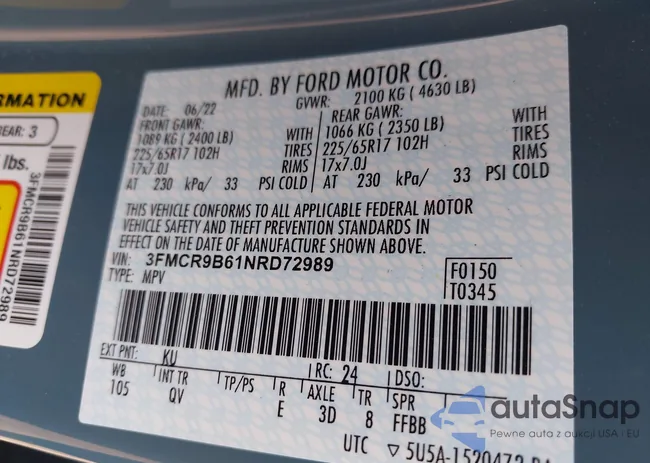 MFD. BY FORD MOTOR CO.
DATE: 06/22 GVWR: 2100 KG ( 4630 LB)
FRONT GAWR: REAR GAWR:
1089 KG ( 2400 LB) WITH 1066 KG ( 2350 LB) WITH
225/65R17 102H TIRES 225/65R17 102H TIRES
17x7.0J RIMS 17x7.0J RIMS
AT 230 kPa/ 33 PSI COLD AT 230 kPa/ 33 PSI COLD
THIS VEHICLE CONFORMS TO ALL APPLICABLE FEDERAL MOTOR
VEHICLE SAFETY AND THEFT PREVENTION STANDARDS IN
EFFECT ON THE DATE OF MANUFACTURE SHOWN ABOVE.
VIN: 3FMCR9B61NRD72989 F0150
TYPE: MPV T0345
EXT PNT: KU RC: 24 DSO:
WB INT TR TP/PS R AXLE TR SPR
105 QV E 3D 8 FFBB
UTC ▽ 5U5A-1520472
RMATION
REAR: 3
lbs.
3FMCR9B61NRD72989
autaSnap
Pewne auta z aukcji USA - EU